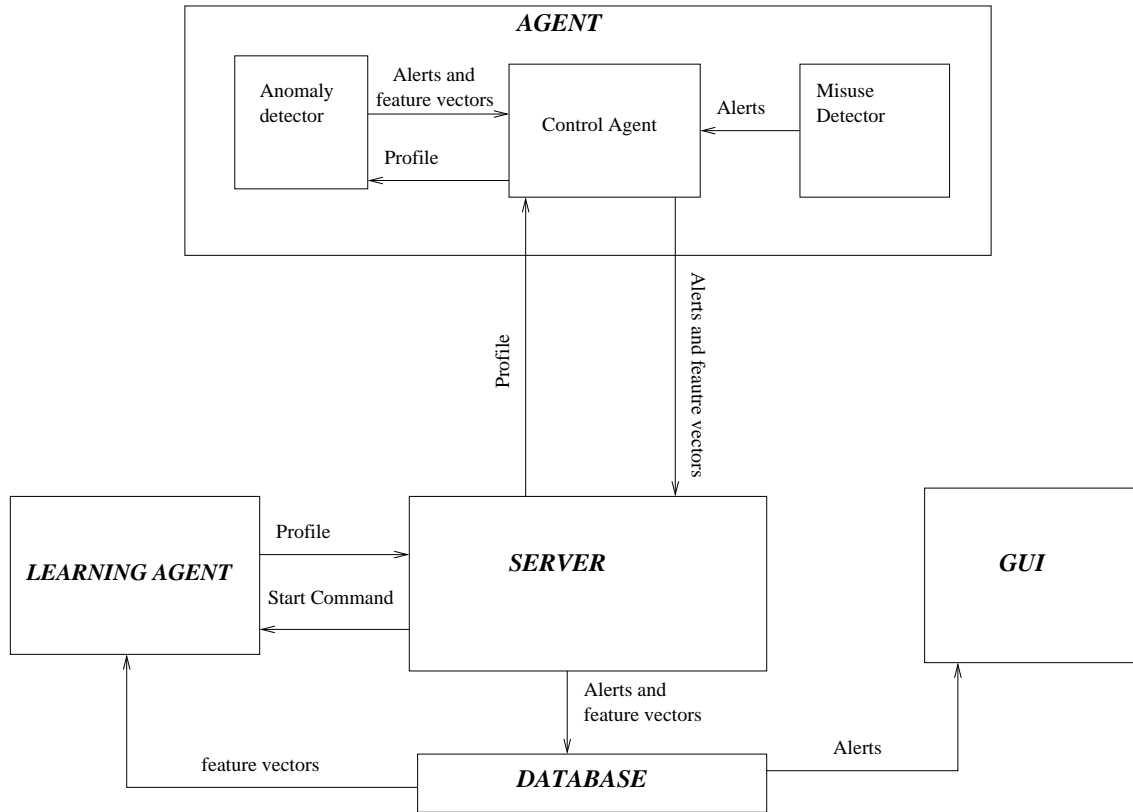 AGENT
Anomaly
detector
Alerts and
feature vectors
Profile
Control Agent
Alerts
Misuse
Detector
Profile
Alerts and feautre vectors
LEARNING AGENT
Profile
Start Command
SERVER
GUI
Alerts and
feature vectors
feature vectors
DATABASE
Alerts